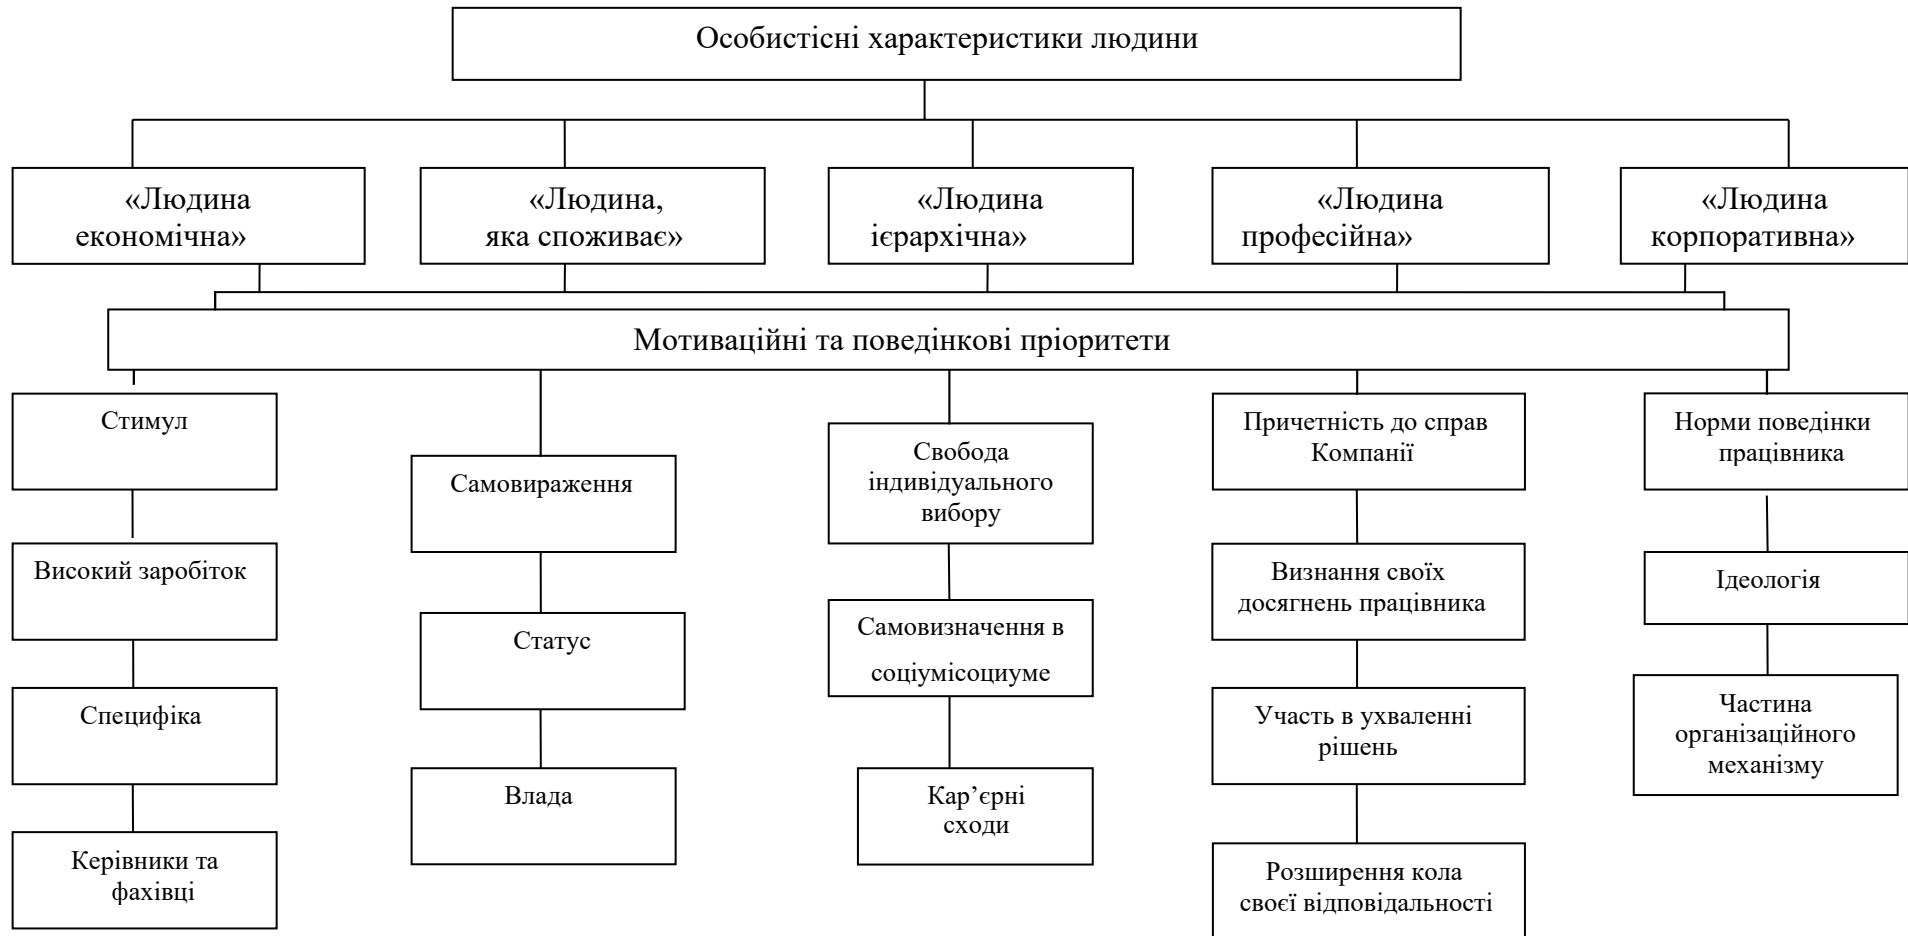 Особистісні характеристики людини
«Людина
економічна»
«Людина,
яка споживає»
«Людина
ієрархічна»
«Людина
професійна»
«Людина
корпоративна»
Мотиваційні та поведінкові пріоритети
Стимул
Високий заробіток
Специфіка
Керівники та
фахівці
Самовираження
Статус
Влада
Свобода
індивідуального
вибору
Самовизначення в
соціумісоциуме
Кар’єрні
сходи
Причетність до справ
Компанії
Визнання своїх
досягнень працівника
Участь в ухваленні
рішень
Розширення кола
своєї відповідальності
Норми поведінки
працівника
Ідеологія
Частина
організаційного
механізму